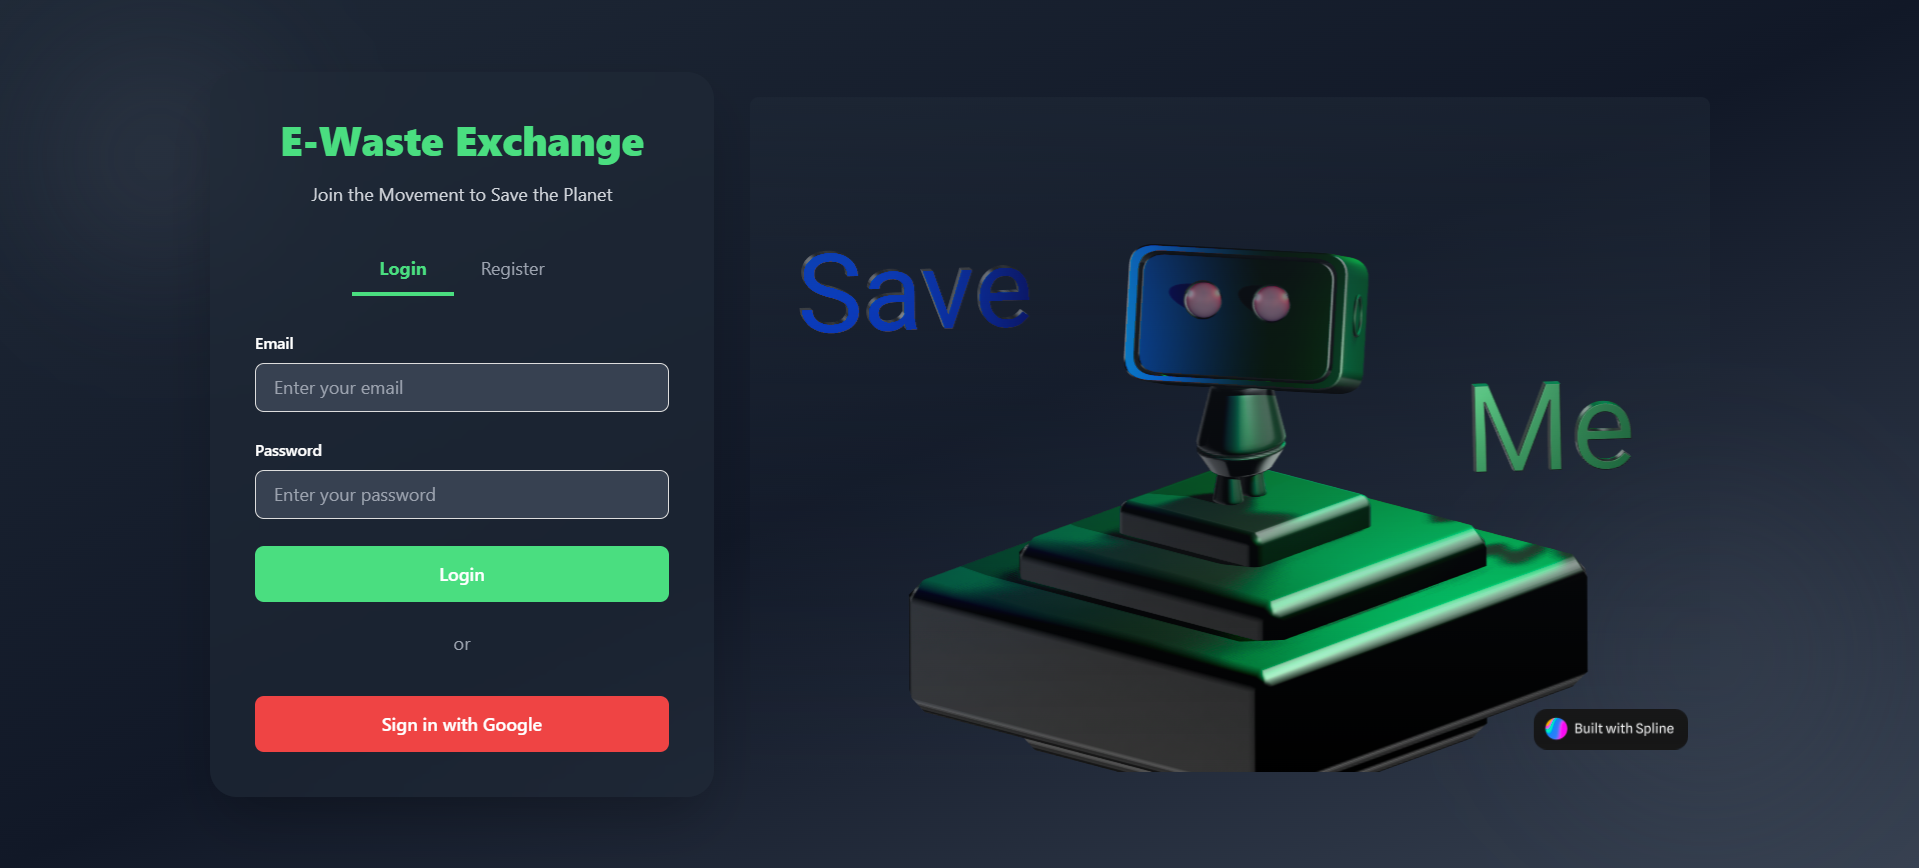 E-Waste Exchange
Join the Movement to Save the Planet
Login Register
Email
Enter your email
Password
Enter your password
Login
or
Sign in with Google
Save
Me
Built with Spline